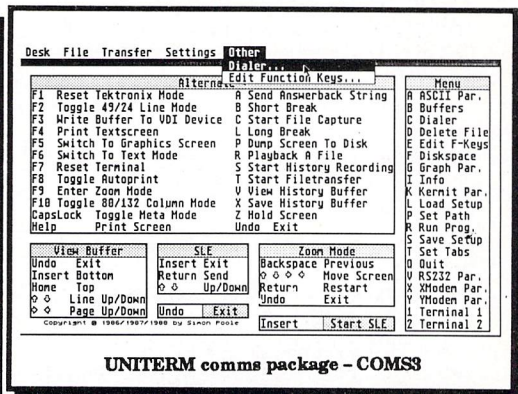 Desk File Transfer Settings Other
Dialer...
Edit Function Keys...
Alterna
F1 Reset Tektronix Mode
F2 Toggle 49/24 Line Mode
F3 Write Buffer To VDI Device
F4 Print Textscreen
F5 Switch To Graphics Screen
F6 Switch To Text Mode
F7 Reset Terminal
F8 Toggle Autoprint
F9 Enter Zoom Mode
F10 Toggle 80/132 Column Mode
CapsLock Toggle Meta Mode
Help Print Screen
A Send Answerback String
B Short Break
C Start File Capture
L Long Break
P Dump Screen To Disk
R Playback A File
S Start History Recording
T Start Filetransfer
V View History Buffer
X Save History Buffer
Z Hold Screen
Undo Exit
Menu
A ASCII Par.
B Buffers
C Dialer
D Delete File
E Edit F-Keys
F Diskspace
G Graph Par.
I Info
K Kermit Par.
L Load Setup
P Set Path
R Run Prog.
S Save Setup
T Set Tabs
Q Quit
V RS232 Par.
X XModem Par.
Y YModem Par.
1 Terminal 1
2 Terminal 2
View Buffer
Undo Exit
Insert Bottom
Home Top
⇧ ⇩ Line Up/Down
⇧ ⇩ Page Up/Down
SLE
Insert Exit
Return Send
⇧ ⇩ Up/Down
Undo Exit
Zoom Mode
Backspace Previous
⇧ ⇩ ⇦ ⇨ Move Screen
Return Restart
Undo Exit
Insert Start SLE
Copyright © 1986/1987/1988 by Simon Poole
UNITERM comms package – COMS3